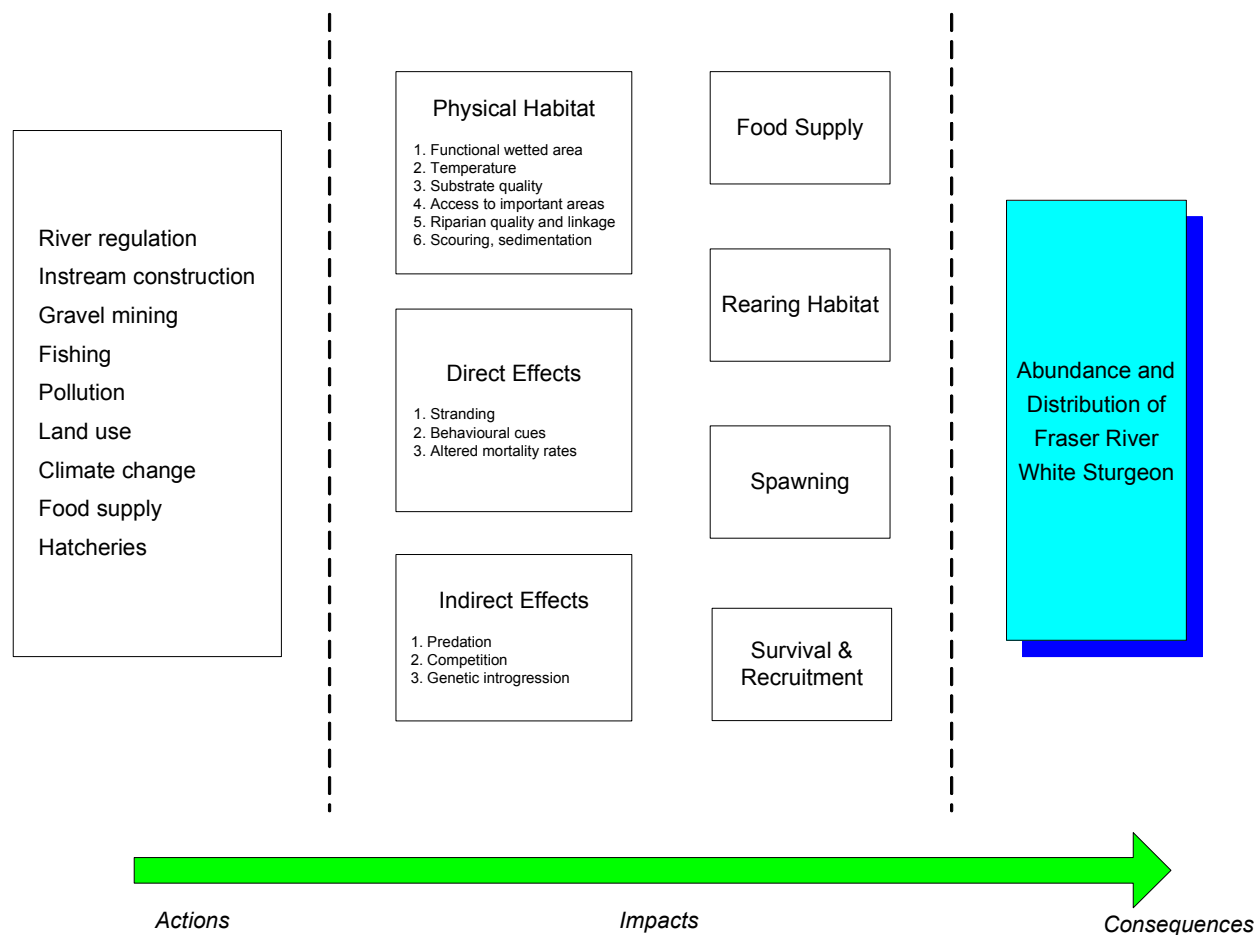 River regulation
Instream construction
Gravel mining
Fishing
Pollution
Land use
Climate change
Food supply
Hatcheries
Physical Habitat
1. Functional wetted area
2. Temperature
3. Substrate quality
4. Access to important areas
5. Riparian quality and linkage
6. Scouring, sedimentation
Direct Effects
1. Stranding
2. Behavioural cues
3. Altered mortality rates
Indirect Effects
1. Predation
2. Competition
3. Genetic introgression
Food Supply
Rearing Habitat
Spawning
Survival &
Recruitment
Abundance and
Distribution of
Fraser River
White Sturgeon
Actions
Impacts
Consequences